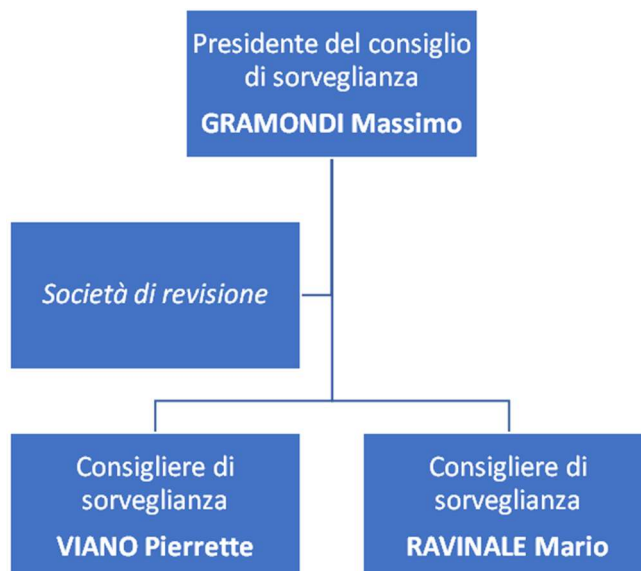 Presidente del consiglio
di sorveglianza
GRAMONDI Massimo
Società di revisione
Consigliere di
sorveglianza
VIANO Pierrette
Consigliere di
sorveglianza
RAVINALE Mario